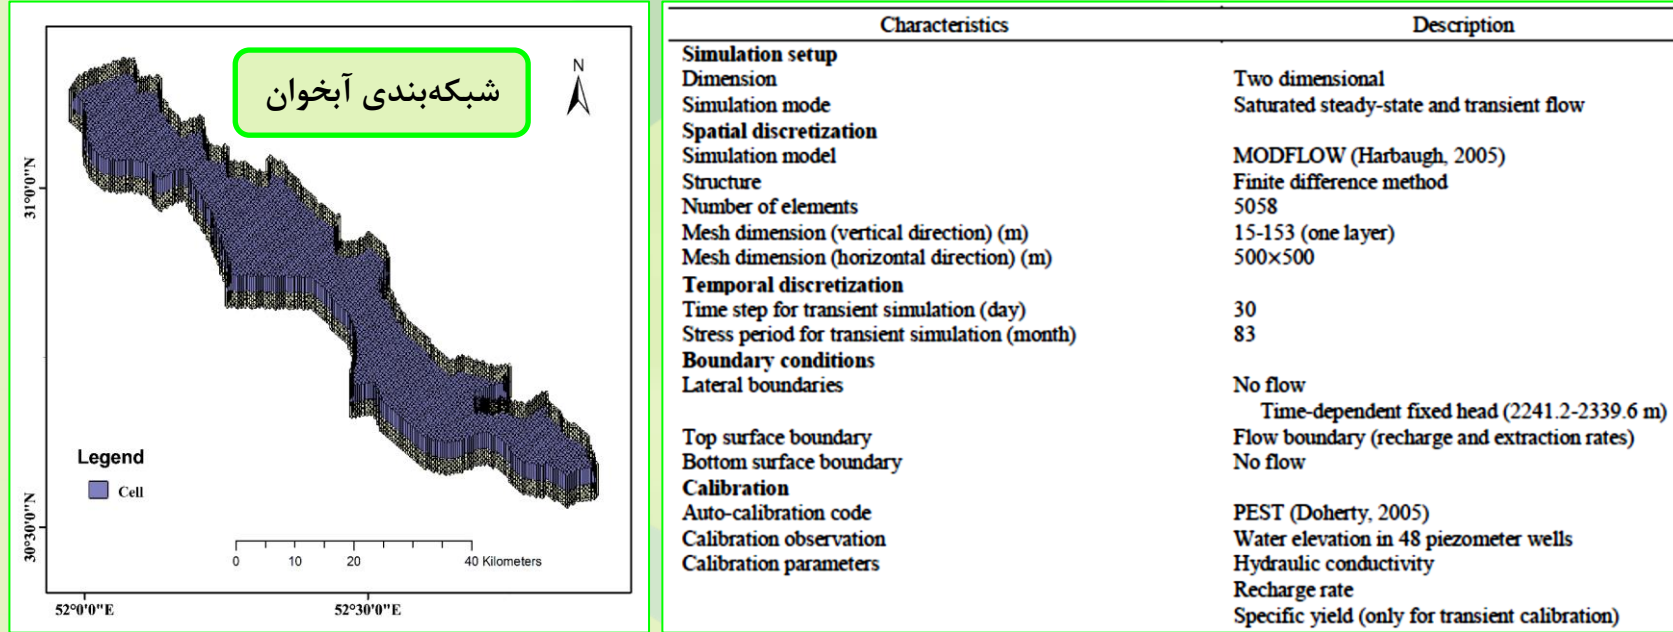 شبکه‌بندی آبخوان
N
31°0'0"N
30°30'0"N
Legend
Cell
0 10 20 40 Kilometers
52°0'0"E 52°30'0"E
Characteristics Description
Simulation setup
Dimension Two dimensional
Simulation mode Saturated steady-state and transient flow
Spatial discretization
Simulation model MODFLOW (Harbaugh, 2005)
Structure Finite difference method
Number of elements 5058
Mesh dimension (vertical direction) (m) 15-153 (one layer)
Mesh dimension (horizontal direction) (m) 500×500
Temporal discretization
Time step for transient simulation (day) 30
Stress period for transient simulation (month) 83
Boundary conditions
Lateral boundaries No flow
Time-dependent fixed head (2241.2-2339.6 m)
Top surface boundary Flow boundary (recharge and extraction rates)
Bottom surface boundary No flow
Calibration
Auto-calibration code PEST (Doherty, 2005)
Calibration observation Water elevation in 48 piezometer wells
Calibration parameters Hydraulic conductivity
Recharge rate
Specific yield (only for transient calibration)